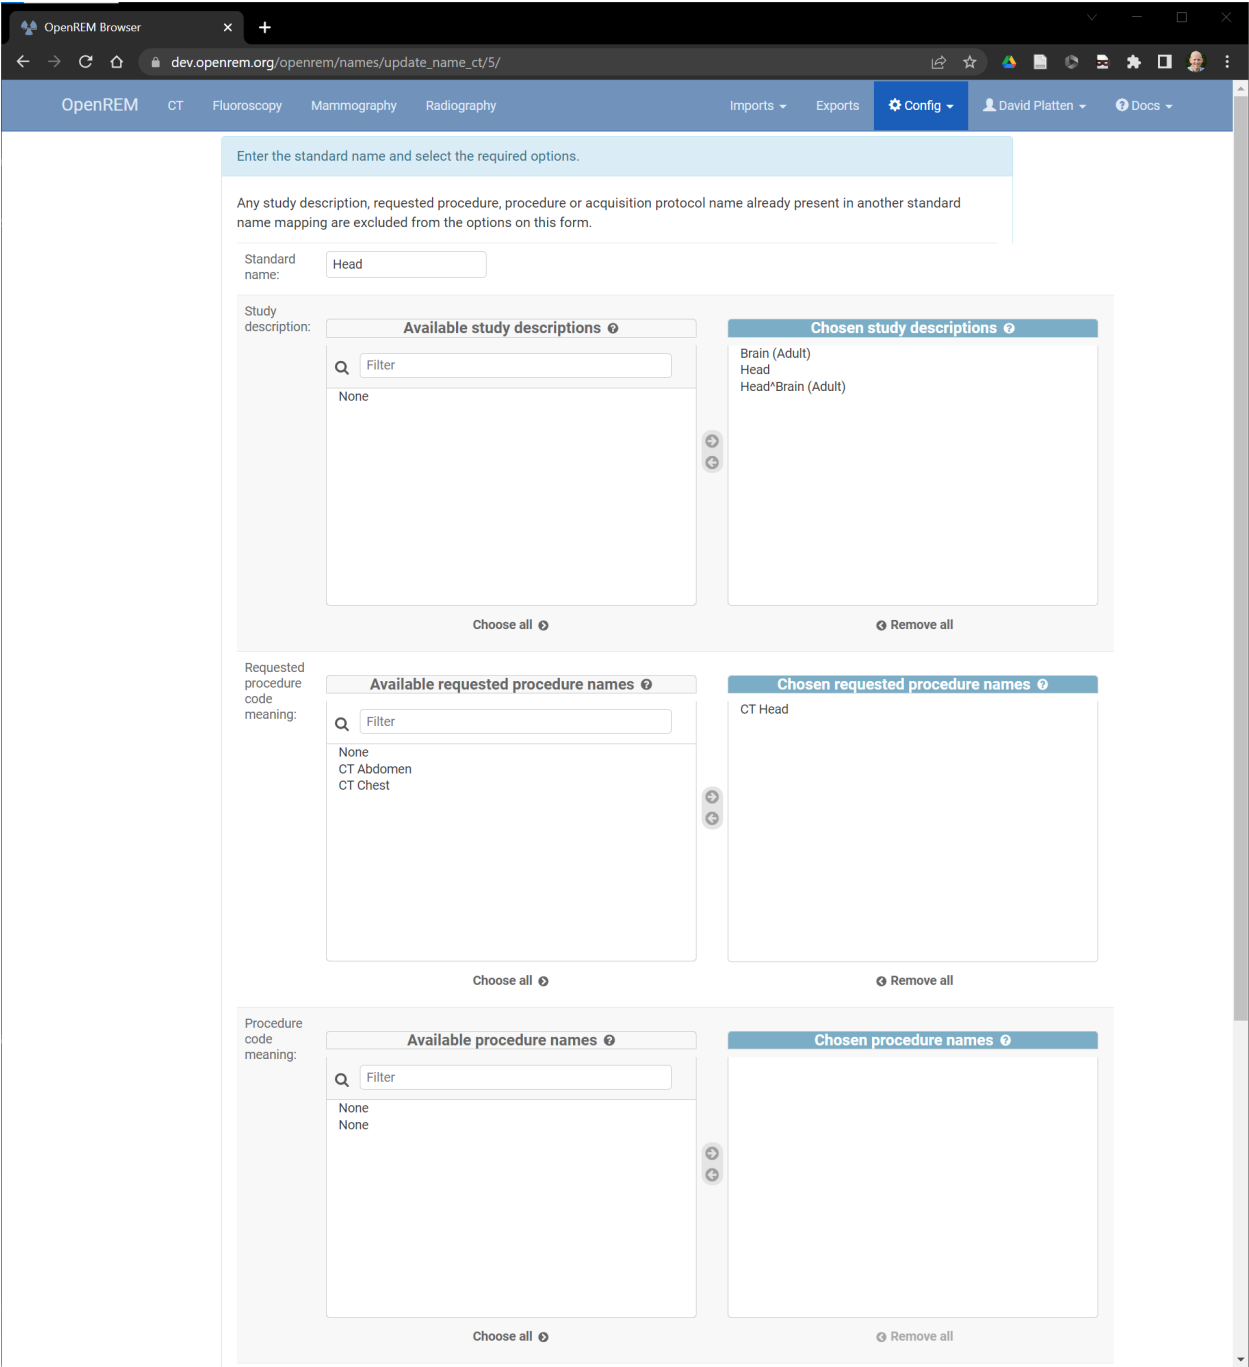 OpenREM Browser
dev.openrem.org/openrem/names/update_name_ct/5/
OpenREM CT Fluoroscopy Mammography Radiography Imports Exports Config David Platten Docs
Enter the standard name and select the required options.
Any study description, requested procedure, procedure or acquisition protocol name already present in another standard
name mapping are excluded from the options on this form.
Standard
name:
Head
Study
description:
Available study descriptions
Filter
None
Choose all
Chosen study descriptions
Brain (Adult)
Head
Head^Brain (Adult)
Remove all
Requested
procedure
code
meaning:
Available requested procedure names
Filter
None
CT Abdomen
CT Chest
Choose all
Chosen requested procedure names
CT Head
Remove all
Procedure
code
meaning:
Available procedure names
Filter
None
None
Choose all
Chosen procedure names
Remove all